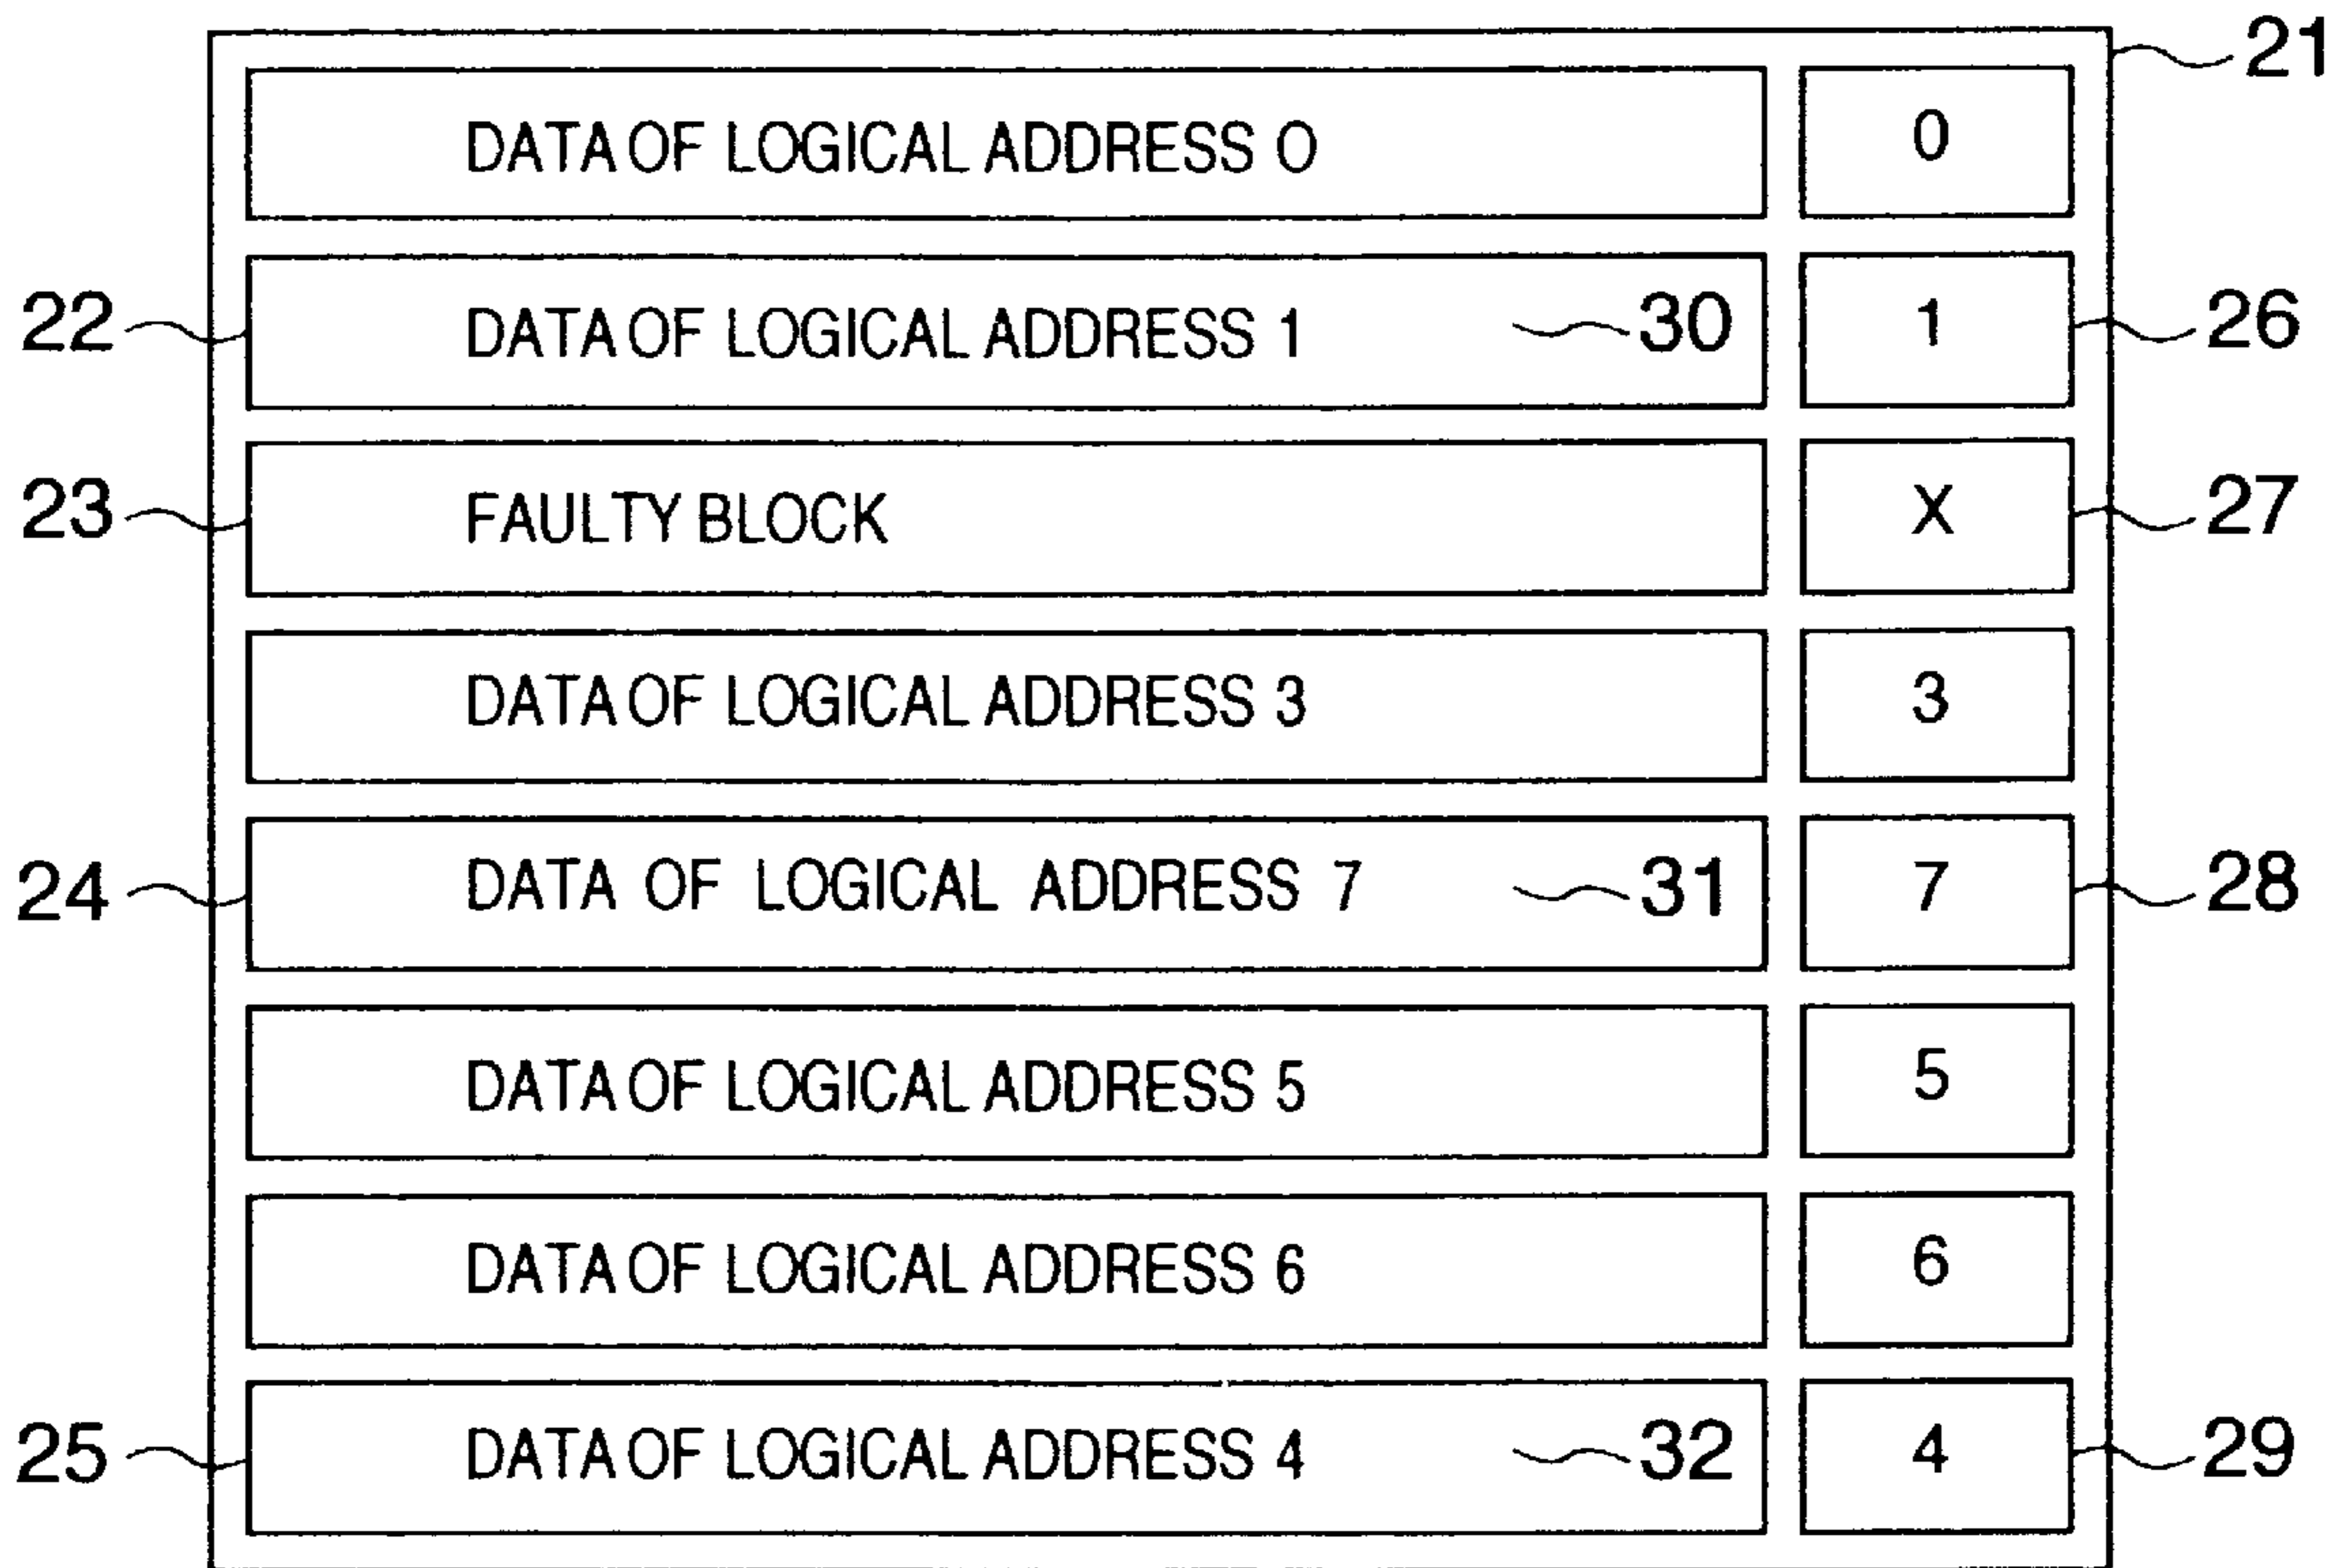 21
DATA OF LOGICAL ADDRESS 0 0
22 DATA OF LOGICAL ADDRESS 1 30 1 26
23 FAULTY BLOCK X 27
DATA OF LOGICAL ADDRESS 3 3
24 DATA OF LOGICAL ADDRESS 7 31 7 28
DATA OF LOGICAL ADDRESS 5 5
DATA OF LOGICAL ADDRESS 6 6
25 DATA OF LOGICAL ADDRESS 4 32 4 29